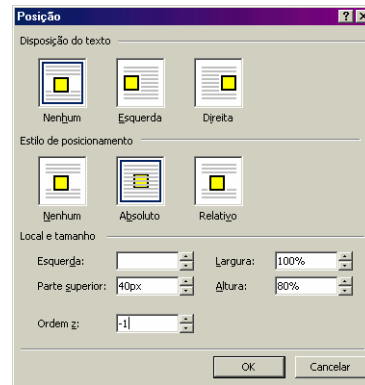 Posição
Disposição do texto
Nenhum Esquerda Direita
Estilo de posicionamento
Nenhum Absoluto Relativo
Local e tamanho
Esquerda: Largura: 100%
Parte superior: 40px Altura: 80%
Ordem z: -1
OK Cancelar